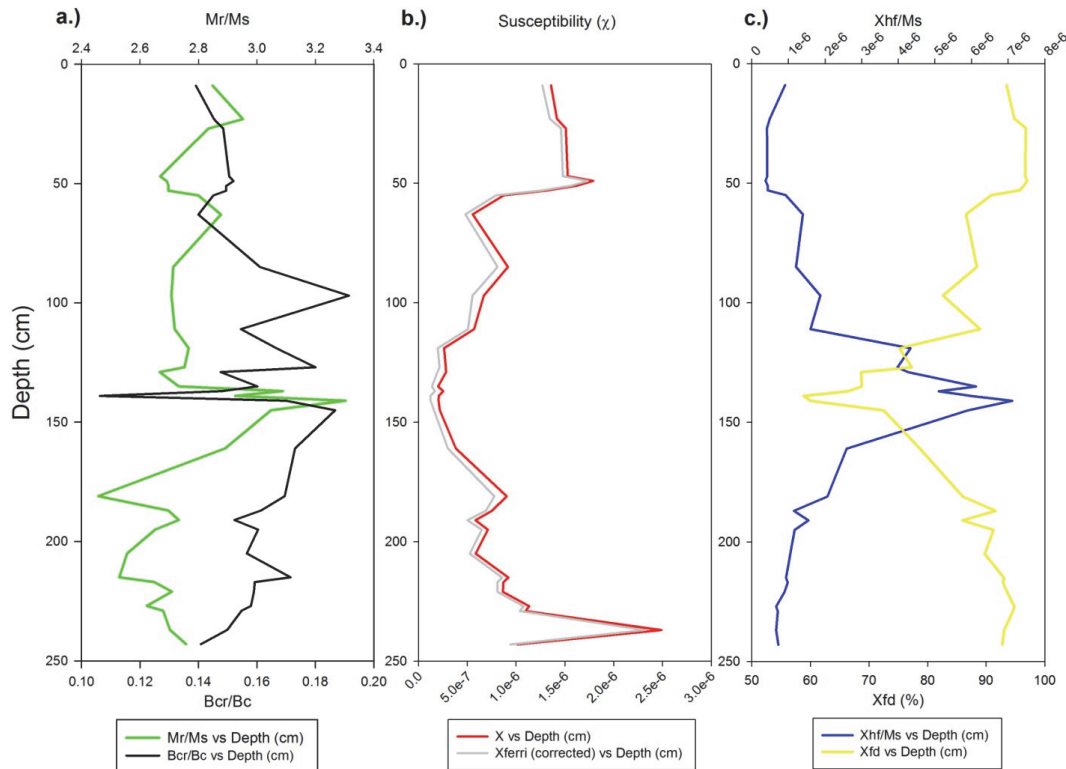 a.)
Mr/Ms
2.4 2.6 2.8 3.0 3.2 3.4
0
50
100
150
200
250
Depth (cm)
0.10 0.12 0.14 0.16 0.18 0.20
Bcr/Bc
Mr/Ms vs Depth (cm)
Bcr/Bc vs Depth (cm)
b.)
Susceptibility (χ)
0
50
100
150
200
250
0.0 5.0e-7 1.0e-6 1.5e-6 2.0e-6 2.5e-6 3.0e-6
X vs Depth (cm)
Xferri (corrected) vs Depth (cm)
c.)
Xhf/Ms
0 1e-6 2e-6 3e-6 4e-6 5e-6 6e-6 7e-6 8e-6
0
50
100
150
200
250
50 60 70 80 90 100
Xfd (%)
Xhf/Ms vs Depth (cm)
Xfd vs Depth (cm)